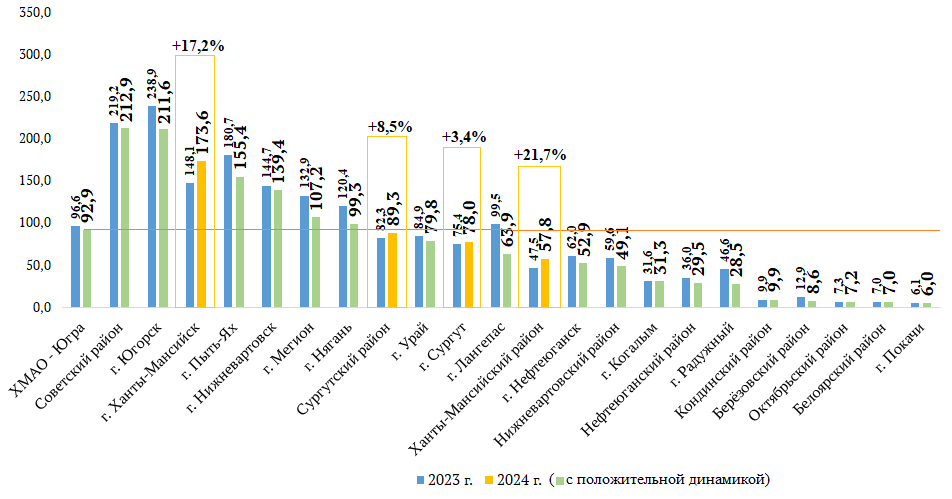 350,0
300,0
250,0
200,0
150,0
100,0
50,0
0,0
+17,2%
+8,5%
+3,4%
+21,7%
96,6 92,9
219,2 212,9
238,9 211,6
148,1 173,6
180,7 155,4
144,7 139,4
132,9 107,2
120,4 99,3
82,3 89,3
84,9 79,8
75,4 78,0
99,5 63,9
47,5 57,8
62,0 52,9
59,6 49,1
31,6 31,3
36,0 29,5
46,6 28,5
9,9 9,9
12,9 8,6
7,3 7,2
7,0 7,0
6,1 6,0
ХМАО - Югра
Советский район
г. Югорск
г. Ханты-Мансийск
г. Пыть-Ях
г. Нижневартовск
г. Мегион
г. Нягань
Сургутский район
г. Урай
г. Сургут
г. Лангепас
Ханты-Мансийский район
г. Нефтеюганск
Нижневартовский район
г. Когалым
Нефтеюганский район
г. Радужный
Кондинский район
Берёзовский район
Октябрьский район
Белоярский район
г. Покачи
2023 г. 2024 г. (с положительной динамикой)